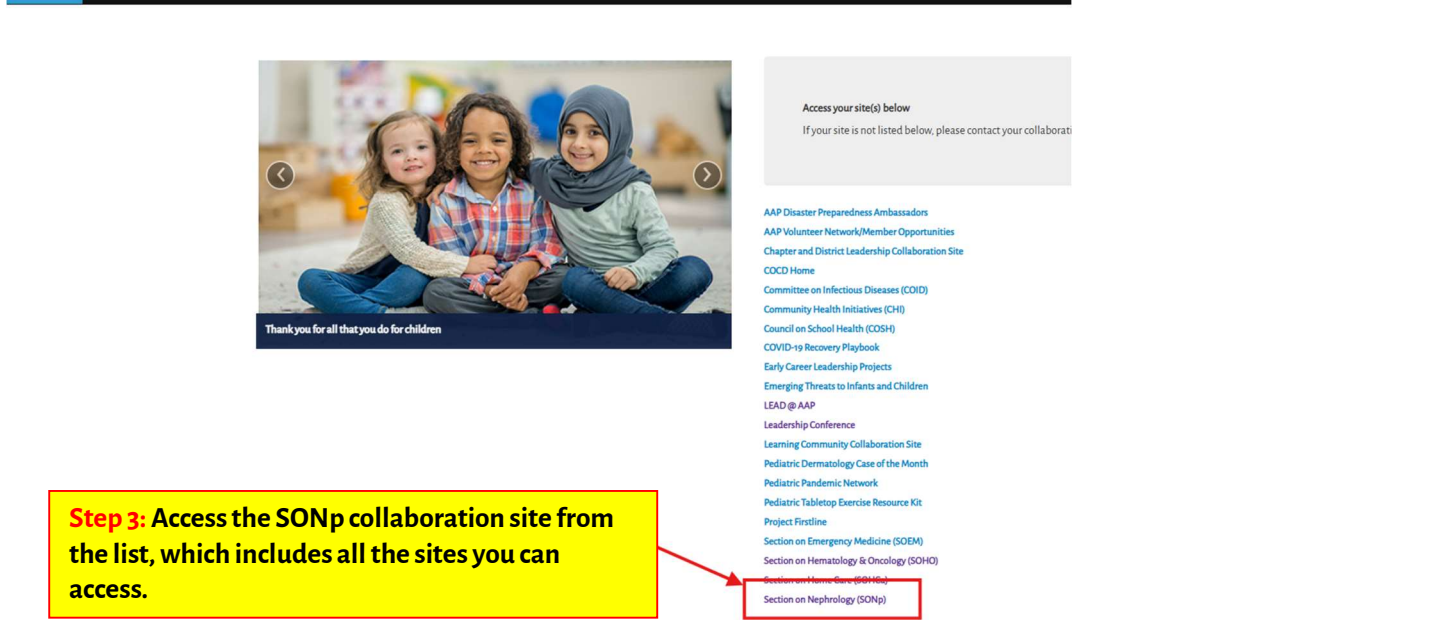 Access your site(s) below
If your site is not listed below, please contact your collaborati
Thank you for all that you do for children
AAP Disaster Preparedness Ambassadors
AAP Volunteer Network/Member Opportunities
Chapter and District Leadership Collaboration Site
COCD Home
Committee on Infectious Diseases (COID)
Community Health Initiatives (CHI)
Council on School Health (COSH)
COVID-19 Recovery Playbook
Early Career Leadership Projects
Emerging Threats to Infants and Children
LEAD @ AAP
Leadership Conference
Learning Community Collaboration Site
Pediatric Dermatology Case of the Month
Pediatric Pandemic Network
Pediatric Tabletop Exercise Resource Kit
Project Firstline
Section on Emergency Medicine (SOEM)
Section on Hematology & Oncology (SOHO)
Section on Home Care (SOHCa)
Section on Nephrology (SONp)
Step 3: Access the SONp collaboration site from
the list, which includes all the sites you can
access.